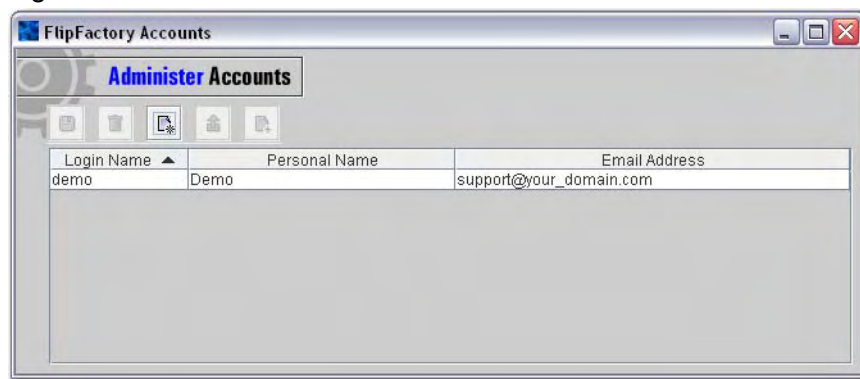 FlipFactory Accounts
Administer Accounts
Login Name Personal Name Email Address
demo Demo support@your_domain.com